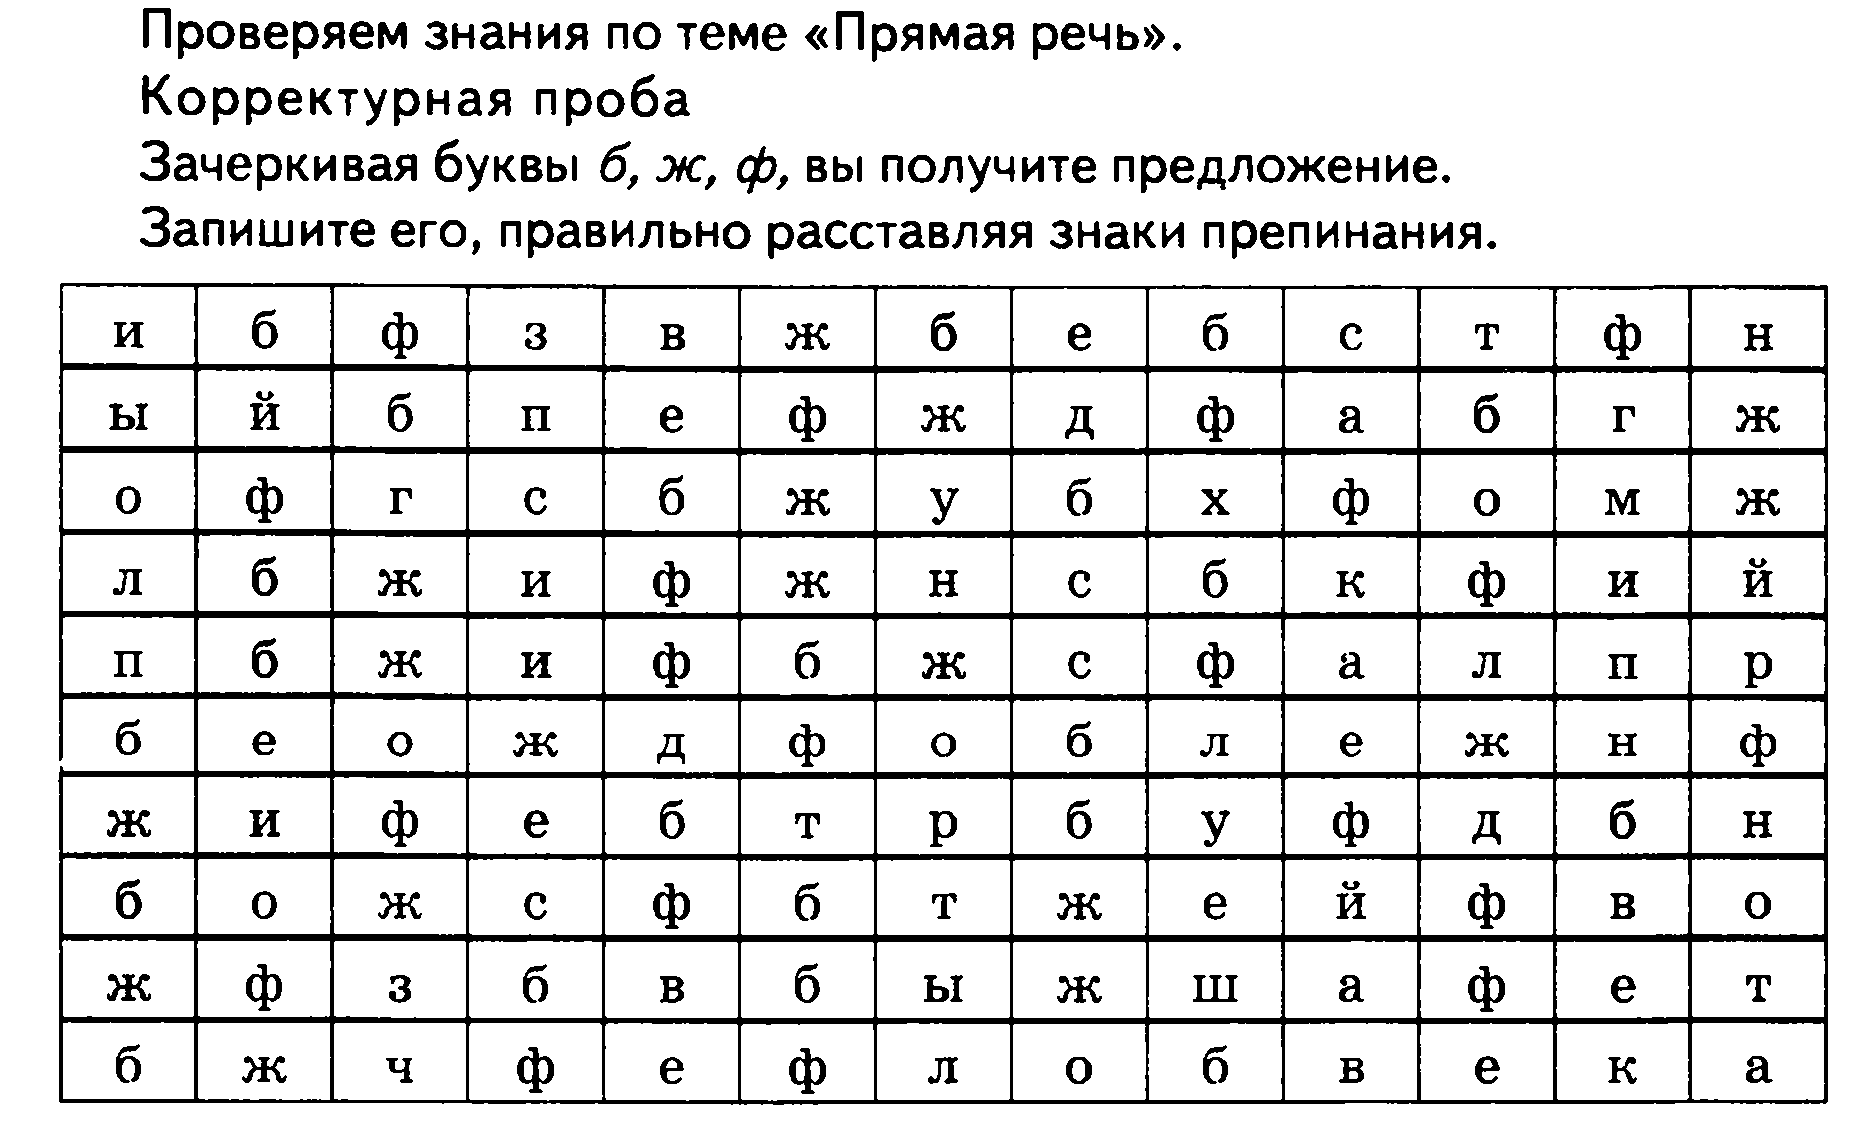 Проверяем знания по теме «Прямая речь».
Корректурная проба
Зачеркивая буквы б, ж, ф, вы получите предложение.
Запишите его, правильно расставляя знаки препинания.
и б ф з в ж б е б с т ф н
ы й б п е ф ж д ф а б г ж
о ф г с б ж у б х ф о м ж
л б ж и ф ж н с б к ф и й
п б ж и ф б ж с ф а л п р
б е о ж д ф о б л е ж н ф
ж и ф е б т р б у ф д б н
б о ж с ф б т ж е й ф в о
ж ф з б в б ы ж ш а ф е т
б ж ч ф е ф л о б в е к а